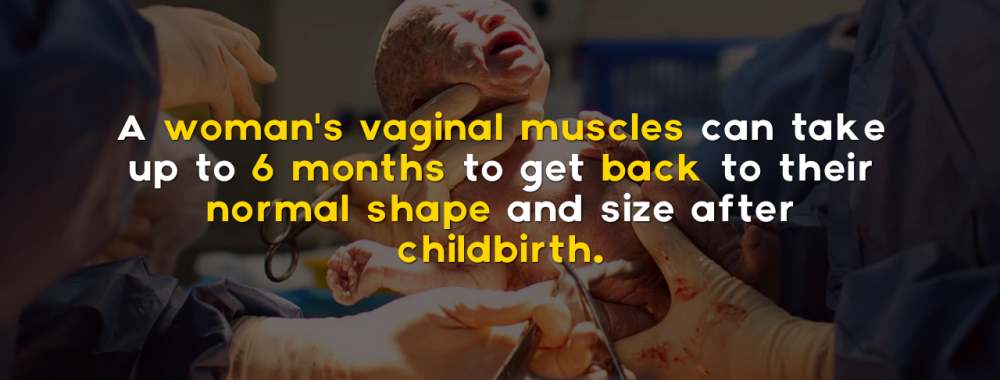 A woman's vaginal muscles can take
up to 6 months to get back to their
normal shape and size after
childbirth.